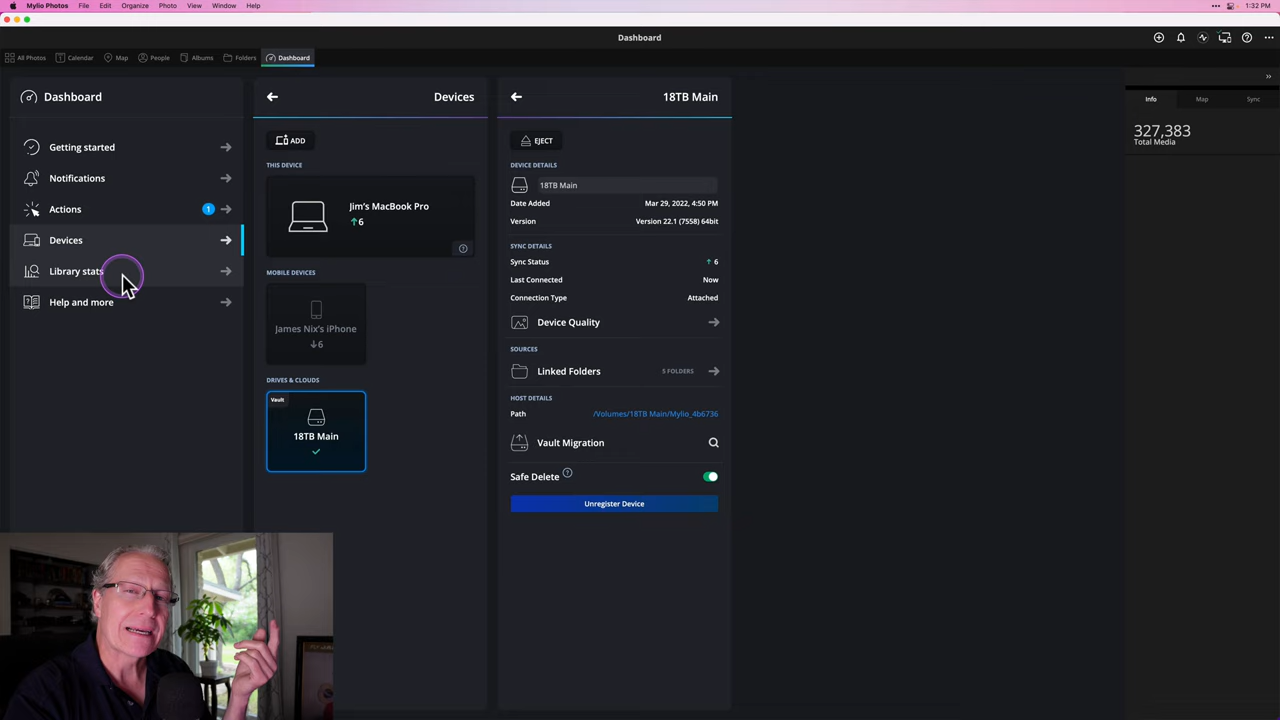 Mylio Photos File Edit Organize Photo View Window Help 1:32 PM
Dashboard
All Photos Calendar Map People Albums Folders Dashboard
Dashboard
Getting started
Notifications
Actions 1
Devices
Library stats
Help and more
Devices
ADD
THIS DEVICE
Jim's MacBook Pro
6
MOBILE DEVICES
James Nix's iPhone
6
DRIVES & CLOUDS
Vault
18TB Main
18TB Main
EJECT
DEVICE DETAILS
18TB Main
Date Added Mar 29, 2022, 4:50 PM
Version Version 22.1 (7558) 64bit
SYNC DETAILS
Sync Status 6
Last Connected Now
Connection Type Attached
Device Quality
SOURCES
Linked Folders 5 FOLDERS
HOST DETAILS
Path /Volumes/18TB Main/Mylio_4b6736
Vault Migration
Safe Delete ?
Unregister Device
Info Map Sync
327,383
Total Media